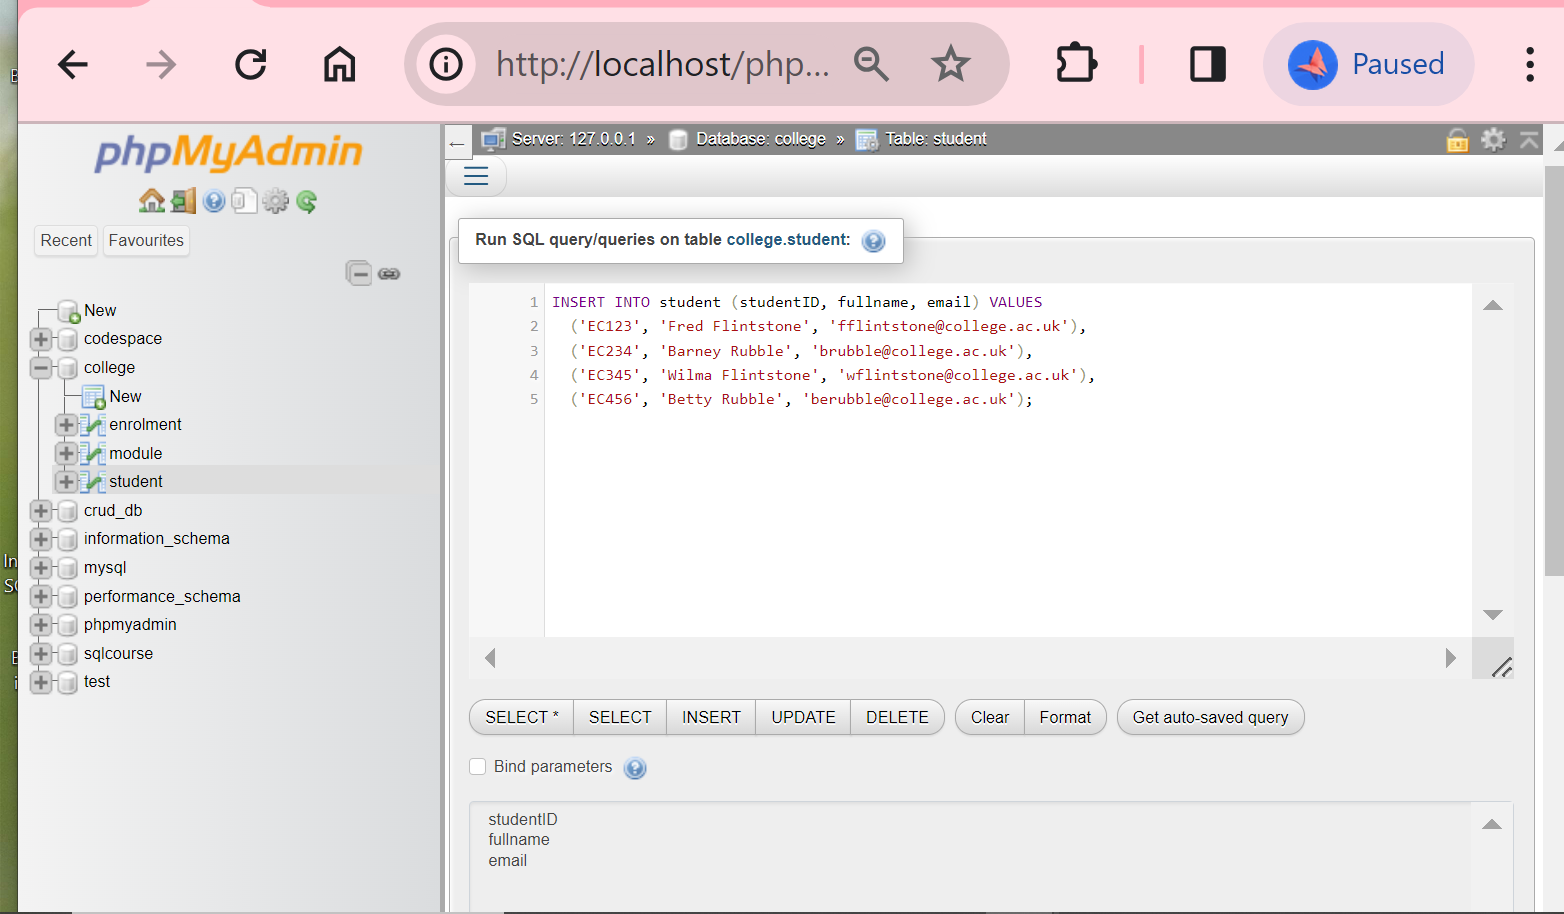 http://localhost/php...
Paused
phpMyAdmin
Recent
Favourites
New
codespace
college
New
enrolment
module
student
crud_db
information_schema
mysql
performance_schema
phpmyadmin
sqlcourse
test
Server: 127.0.0.1 » Database: college » Table: student
Run SQL query/queries on table college.student:
1 INSERT INTO student (studentID, fullname, email) VALUES
2 ('EC123', 'Fred Flintstone', 'fflintstone@college.ac.uk'),
3 ('EC234', 'Barney Rubble', 'brubble@college.ac.uk'),
4 ('EC345', 'Wilma Flintstone', 'wflintstone@college.ac.uk'),
5 ('EC456', 'Betty Rubble', 'berubble@college.ac.uk');
SELECT * SELECT INSERT UPDATE DELETE Clear Format Get auto-saved query
Bind parameters
studentID
fullname
email